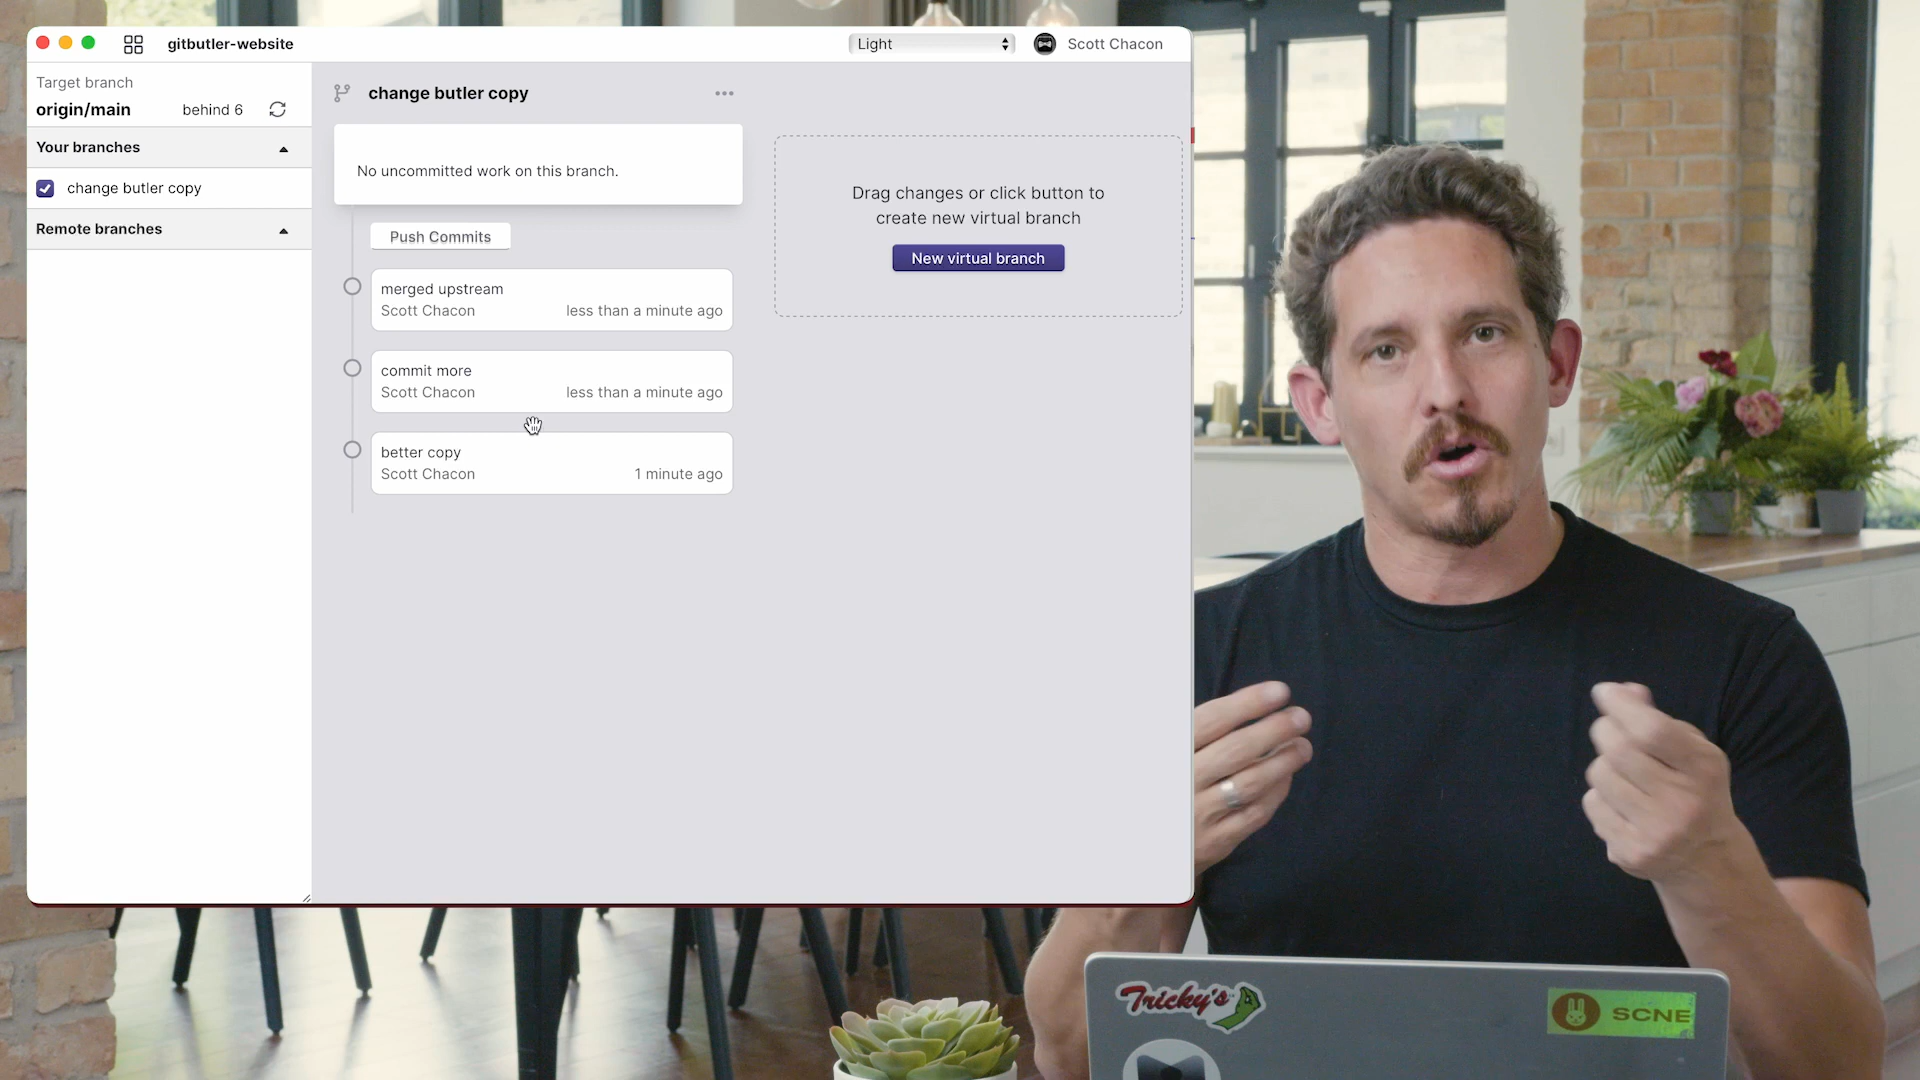 gitbutler-website
Light
Scott Chacon
Target branch
origin/main
behind 6
Your branches
change butler copy
Remote branches
change butler copy
No uncommitted work on this branch.
Push Commits
merged upstream
Scott Chacon
less than a minute ago
commit more
Scott Chacon
less than a minute ago
better copy
Scott Chacon
1 minute ago
Drag changes or click button to
create new virtual branch
New virtual branch
Tricky's
SCNE